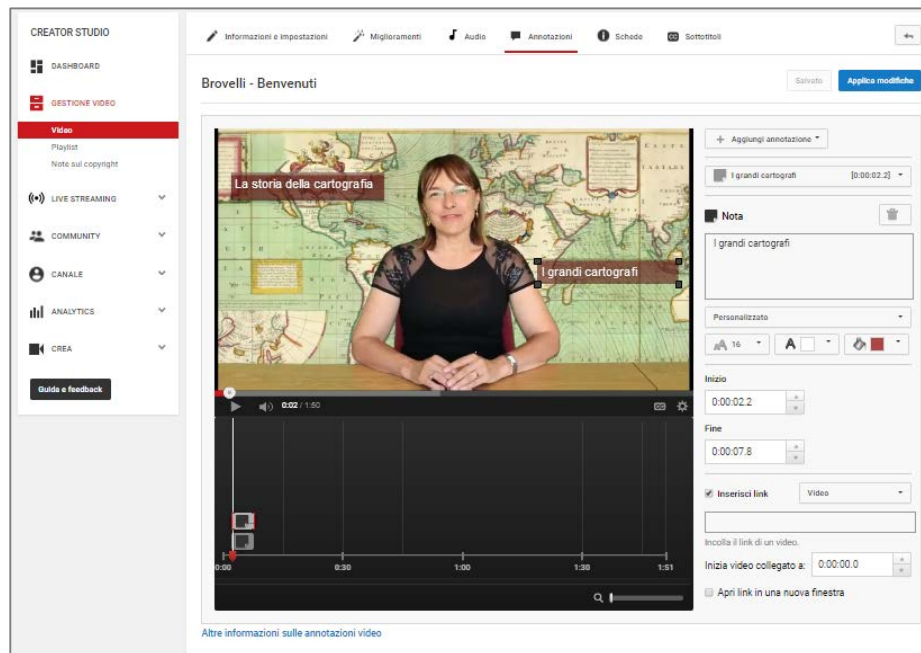 CREATOR STUDIO
DASHBOARD
GESTIONE VIDEO
Video
Playlist
Note sul copyright
LIVE STREAMING
COMMUNITY
CANALE
ANALYTICS
CREA
Guida e feedback
Informazioni e impostazioni
Miglioramenti
Audio
Annotazioni
Schede
CC Sottotitoli
Brovelli - Benvenuti
Salvato
Applica modifiche
La storia della cartografia
I grandi cartografi
0:02 / 1:50
CC
0:00
0:30
1:00
1:30
1:51
+ Aggiungi annotazione
I grandi cartografi [0:00:02.2]
Nota
I grandi cartografi
Personalizzato
AA 16
A
Inizio
0:00:02.2
Fine
0:00:07.8
Inserisci link
Video
Incolla il link di un video.
Inizia video collegato a: 0:00:00.0
Apri link in una nuova finestra
Altre informazioni sulle annotazioni video